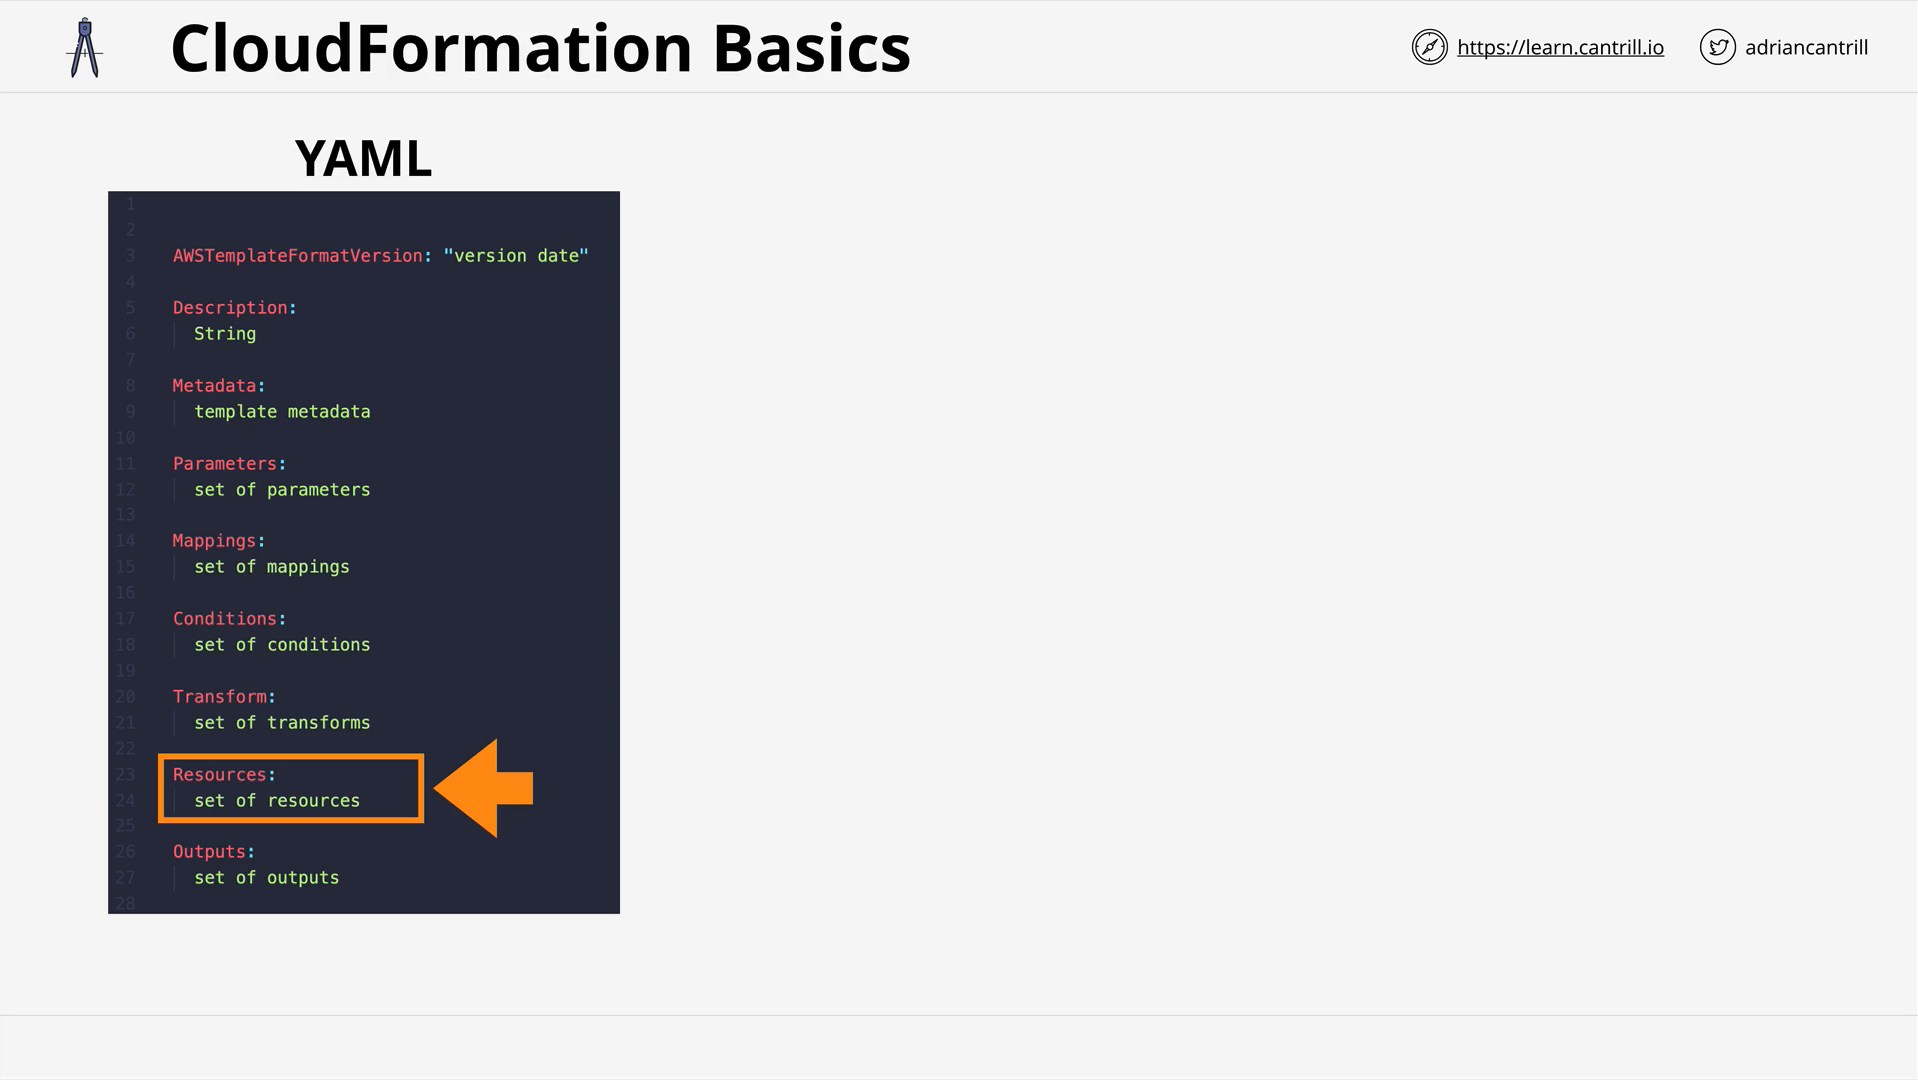 CloudFormation Basics
https://learn.cantrill.io
adriancantrill
YAML
1
2
3 AWSTemplateFormatVersion: "version date"
4
5 Description:
6 String
7
8 Metadata:
9 template metadata
10
11 Parameters:
12 set of parameters
13
14 Mappings:
15 set of mappings
16
17 Conditions:
18 set of conditions
19
20 Transform:
21 set of transforms
22
23 Resources:
24 set of resources
25
26 Outputs:
27 set of outputs
28